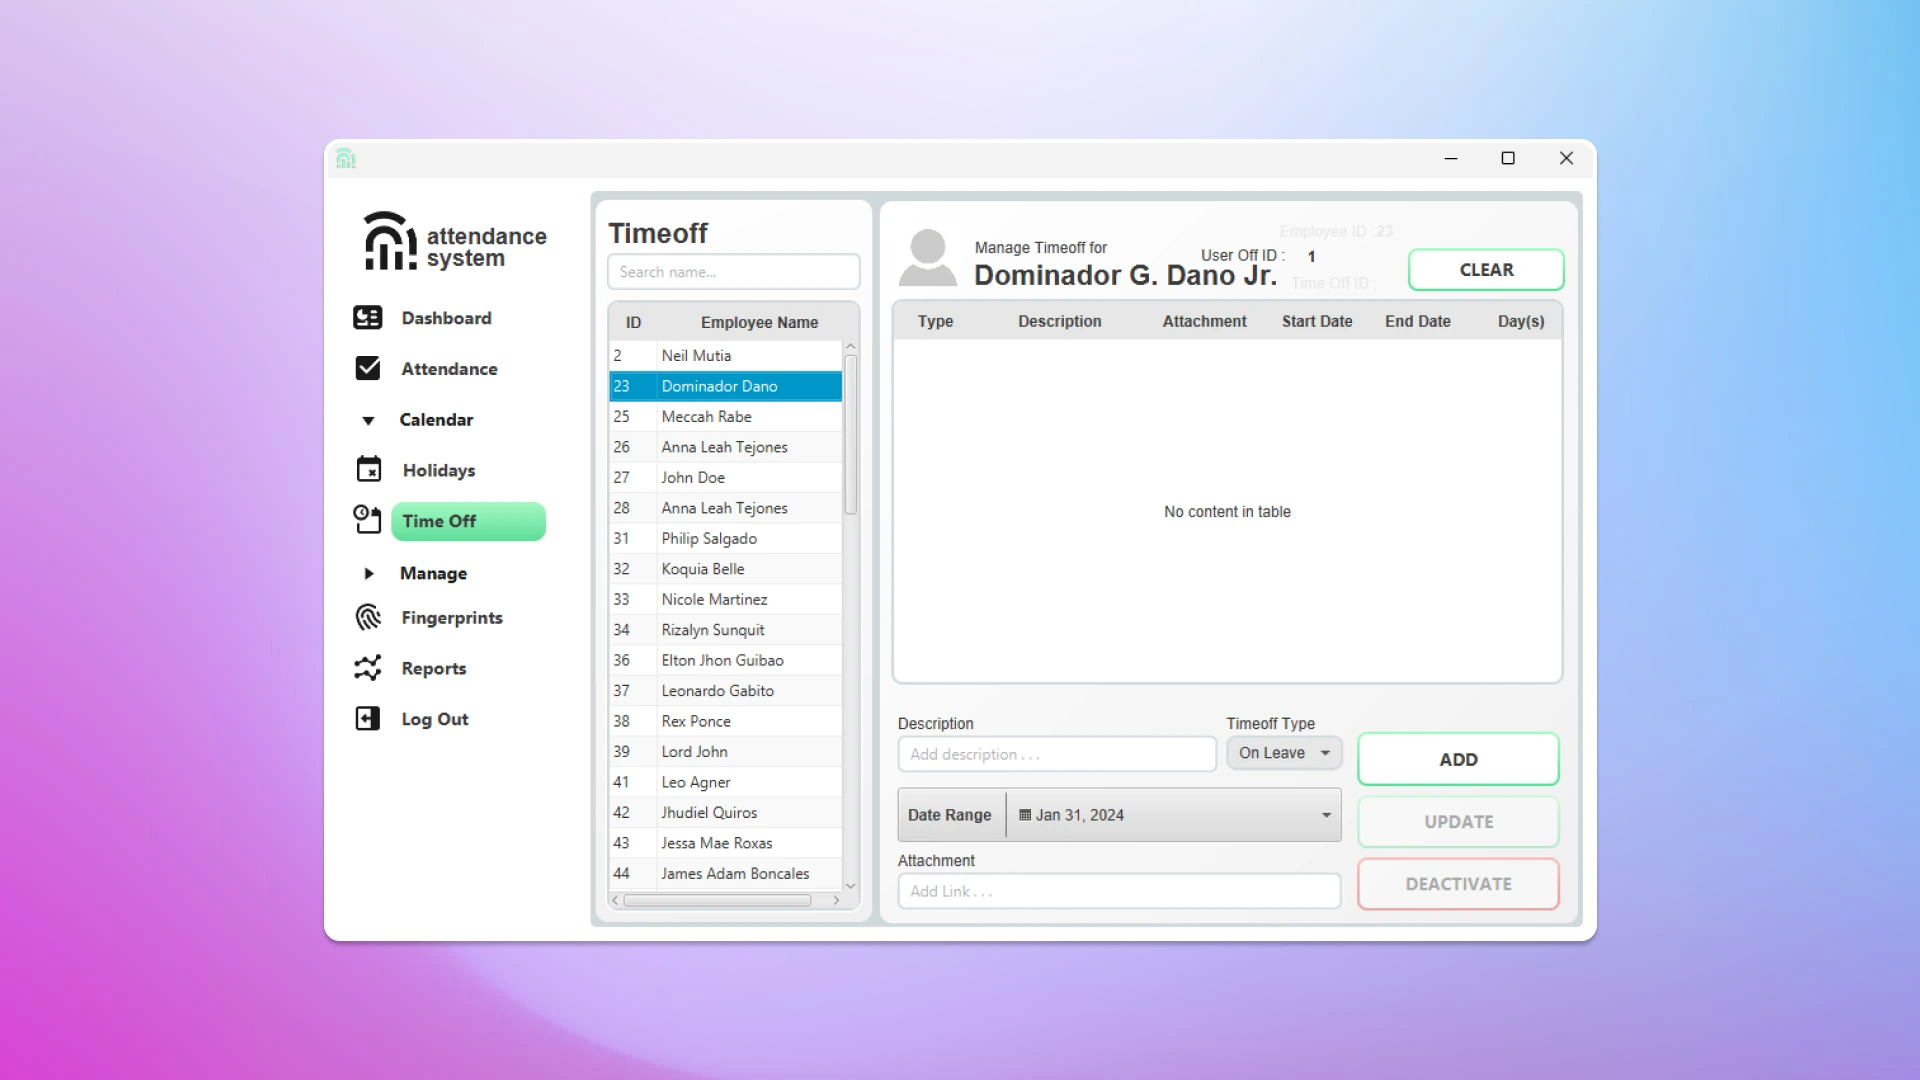 attendance
system
Dashboard
Attendance
Calendar
Holidays
Time Off
Manage
Fingerprints
Reports
Log Out
Timeoff
Search name...
ID Employee Name
2 Neil Mutia
23 Dominador Dano
25 Meccah Rabe
26 Anna Leah Tejones
27 John Doe
28 Anna Leah Tejones
31 Philip Salgado
32 Koquia Belle
33 Nicole Martinez
34 Rizalyn Sunquit
36 Elton Jhon Guibao
37 Leonardo Gabito
38 Rex Ponce
39 Lord John
41 Leo Agner
42 Jhudiel Quiros
43 Jessa Mae Roxas
44 James Adam Boncales
Employee ID :23
Manage Timeoff for
User Off ID : 1
Dominador G. Dano Jr.
Time Off ID :
CLEAR
Type Description Attachment Start Date End Date Day(s)
No content in table
Description
Add description . . .
Timeoff Type
On Leave
ADD
Date Range
Jan 31, 2024
UPDATE
Attachment
Add Link . . .
DEACTIVATE